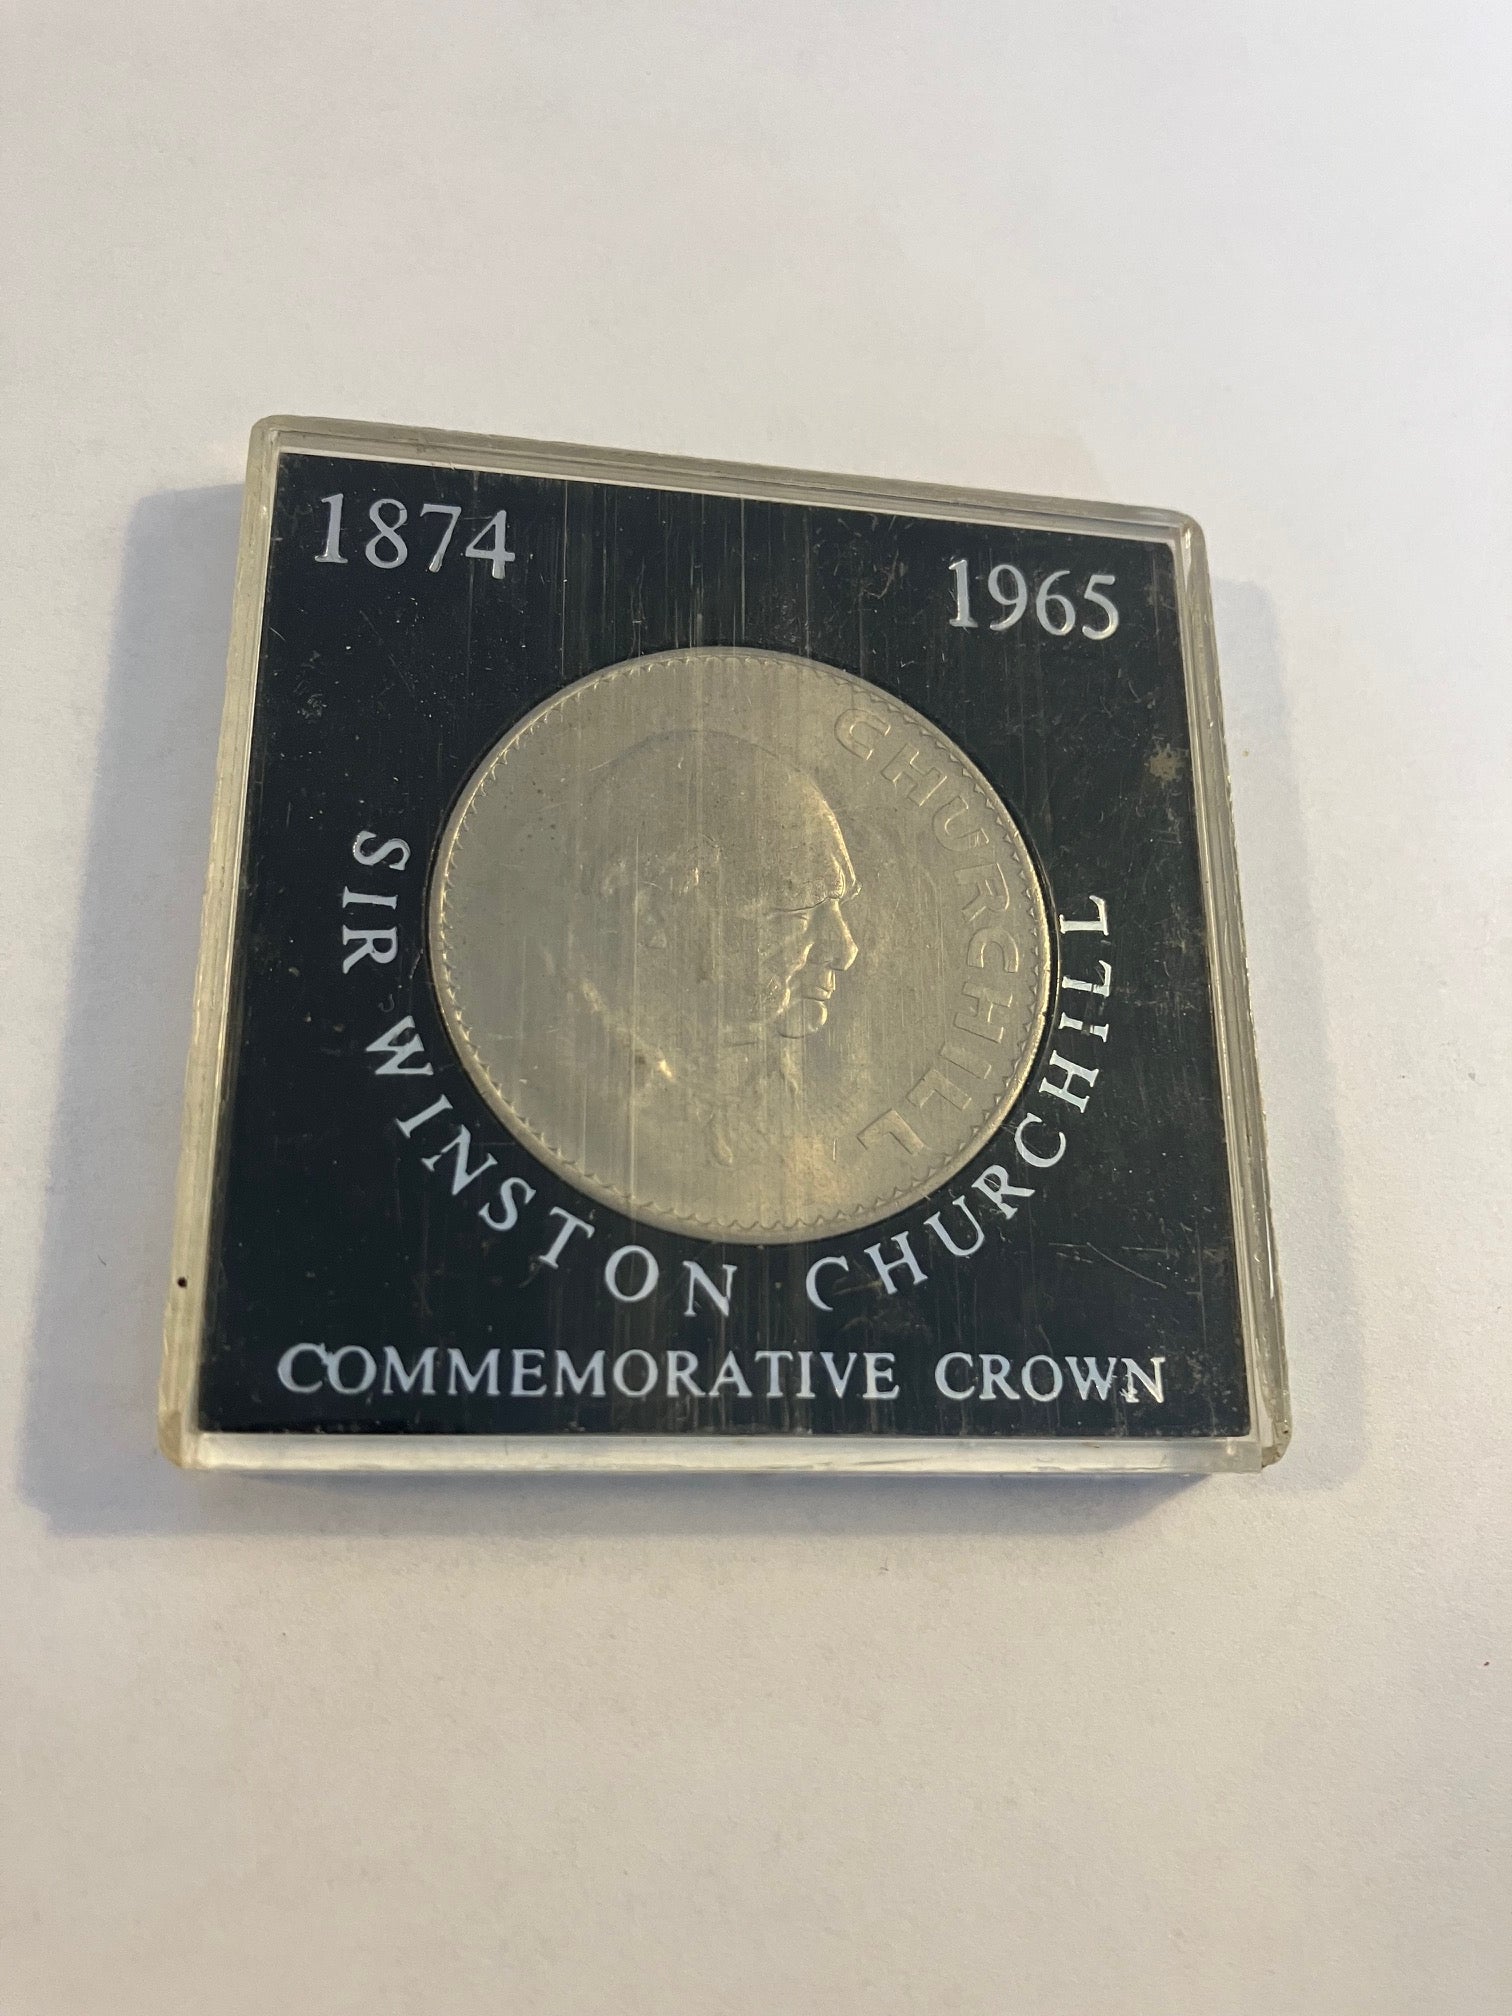 1874
1965
CHURCHILL
SIR WINSTON CHURCHILL
COMMEMORATIVE CROWN